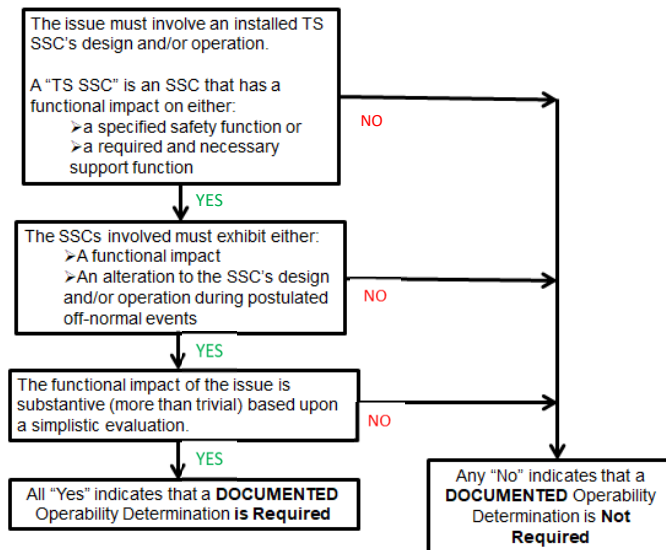 The issue must involve an installed TS
SSC's design and/or operation.
A “TS SSC” is an SSC that has a
functional impact on either:
➢a specified safety function or
➢a required and necessary
support function
NO
YES
The SSCs involved must exhibit either:
➢A functional impact
➢An alteration to the SSC's design
and/or operation during postulated
off-normal events
NO
YES
The functional impact of the issue is
substantive (more than trivial) based upon
a simplistic evaluation.
NO
YES
All “Yes” indicates that a DOCUMENTED
Operability Determination is Required
Any “No” indicates that a
DOCUMENTED Operability
Determination is Not
Required